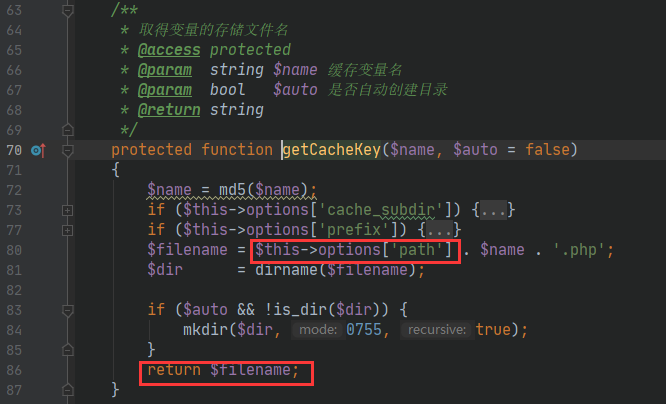 63 /**
64 * 取得变量的存储文件名
65 * @access protected
66 * @param  string $name 缓存变量名
67 * @param  bool   $auto 是否自动创建目录
68 * @return string
69 */
70 protected function getCacheKey($name, $auto = false)
71 {
72 $name = md5($name);
73 if ($this->options['cache_subdir']) {...}
77 if ($this->options['prefix']) {...}
80 $filename = $this->options['path'] . $name . '.php';
81 $dir      = dirname($filename);
82
83 if ($auto && !is_dir($dir)) {
84 mkdir($dir, mode: 0755, recursive: true);
85 }
86 return $filename;
87 }